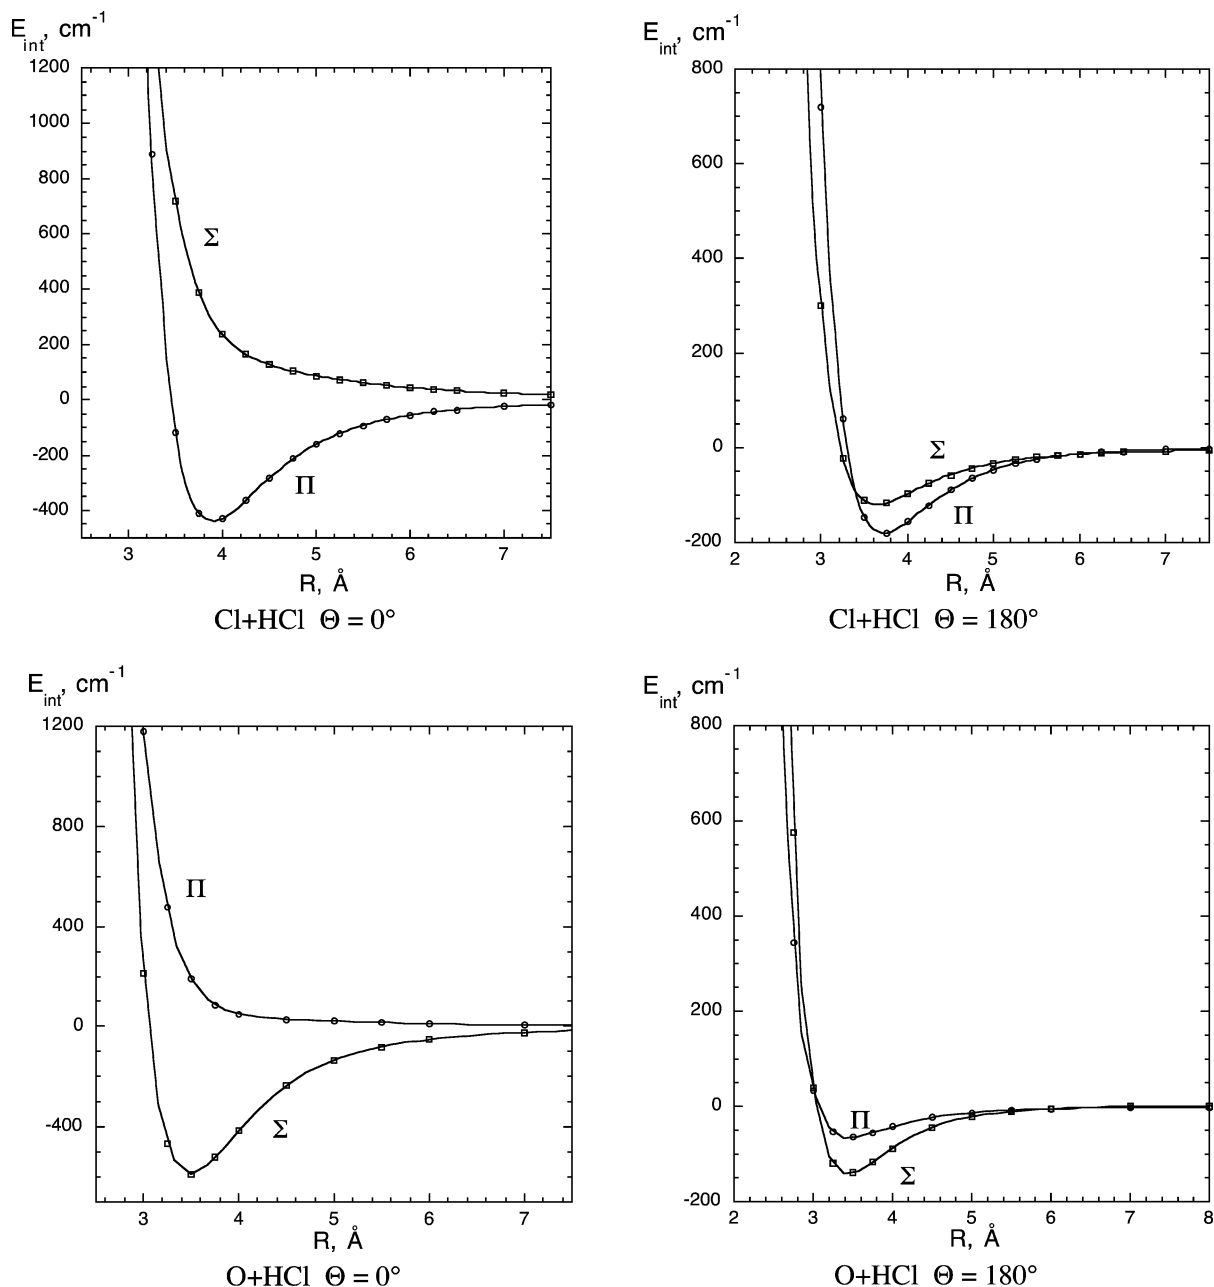 E_int, cm⁻¹
1200
1000
800
600
400
200
0
-200
-400
Σ
Π
3 4 5 6 7
R, Å
Cl+HCl Θ = 0°
E_int, cm⁻¹
800
600
400
200
0
-200
Σ
Π
2 3 4 5 6 7
R, Å
Cl+HCl Θ = 180°
E_int, cm⁻¹
1200
800
400
0
-400
Π
Σ
3 4 5 6 7
R, Å
O+HCl Θ = 0°
E_int, cm⁻¹
800
600
400
200
0
-200
Π
Σ
2 3 4 5 6 7 8
R, Å
O+HCl Θ = 180°